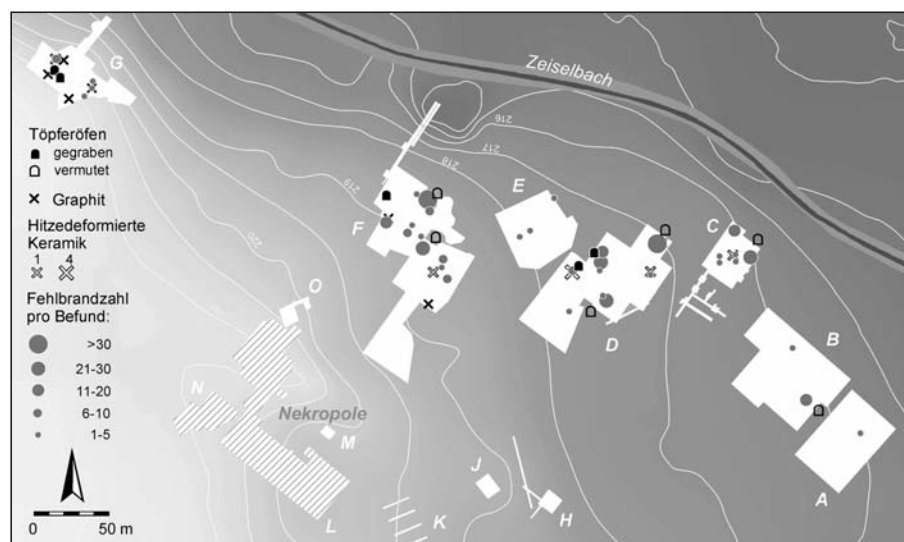 Zeiselbach
G
Töpferöfen
gegraben
vermutet
Graphit
Hitzedeformierte
Keramik
1 4
Fehlbrandzahl
pro Befund:
>30
21-30
11-20
6-10
1-5
0 50 m
216
217
218
219
220
E
F
C
D
B
A
O
N
Nekropole
M
L
K
J
H